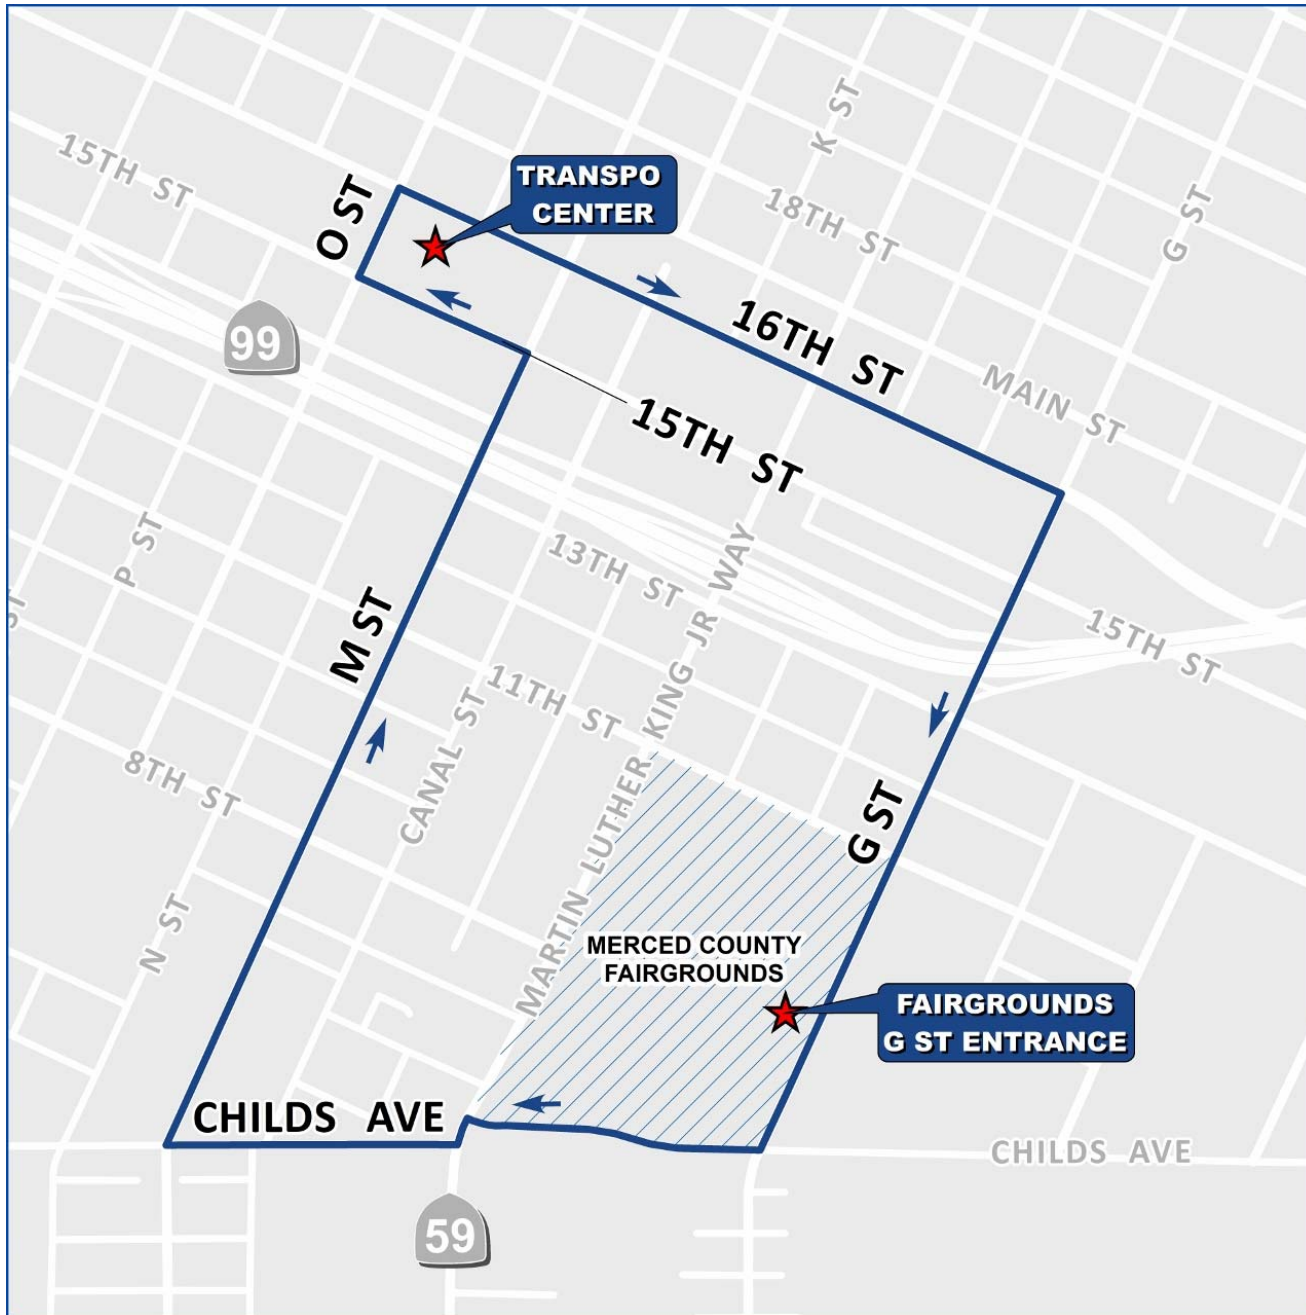 K ST
15TH ST
TRANSPO
CENTER
O ST
18TH ST
G ST
99
16TH ST
MAIN ST
15TH ST
P ST
13TH ST
ST
M ST
15TH ST
11TH ST
CANAL ST
MARTIN LUTHER KING JR WAY
8TH ST
G ST
N ST
MERCED COUNTY
FAIRGROUNDS
FAIRGROUNDS
G ST ENTRANCE
CHILDS AVE
CHILDS AVE
59